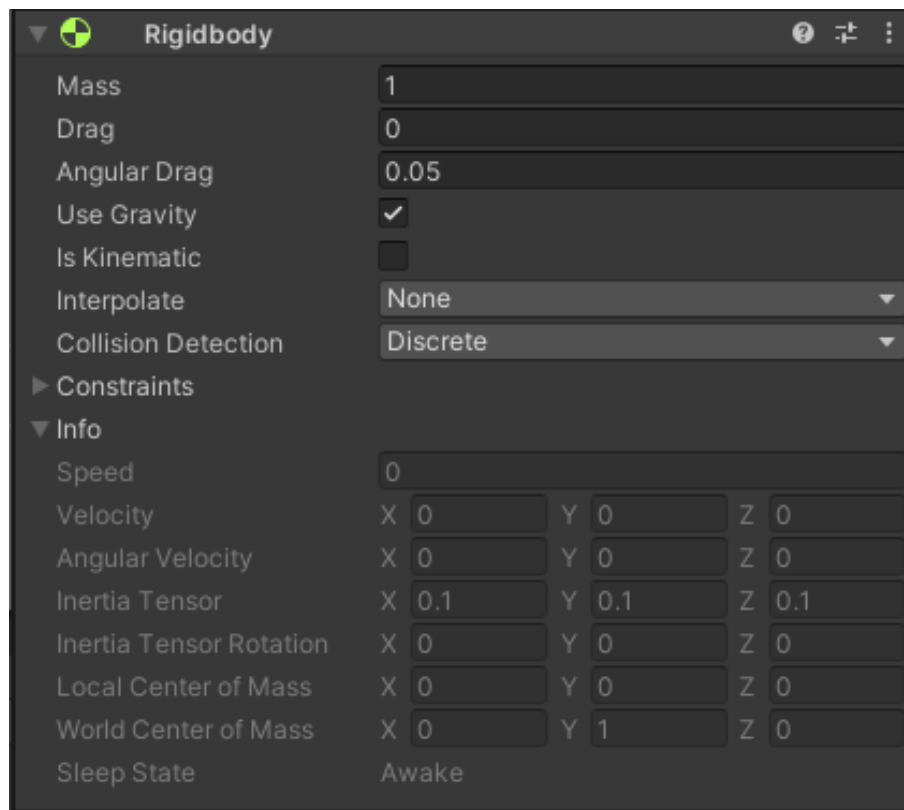 Rigidbody
Mass 1
Drag 0
Angular Drag 0.05
Use Gravity
Is Kinematic
Interpolate None
Collision Detection Discrete
Constraints
Info
Speed 0
Velocity X 0 Y 0 Z 0
Angular Velocity X 0 Y 0 Z 0
Inertia Tensor X 0.1 Y 0.1 Z 0.1
Inertia Tensor Rotation X 0 Y 0 Z 0
Local Center of Mass X 0 Y 0 Z 0
World Center of Mass X 0 Y 1 Z 0
Sleep State Awake